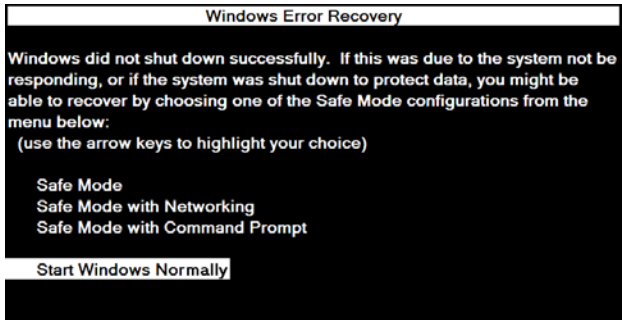 Windows Error Recovery
Windows did not shut down successfully. If this was due to the system not be
responding, or if the system was shut down to protect data, you might be
able to recover by choosing one of the Safe Mode configurations from the
menu below:
(use the arrow keys to highlight your choice)
Safe Mode
Safe Mode with Networking
Safe Mode with Command Prompt
Start Windows Normally